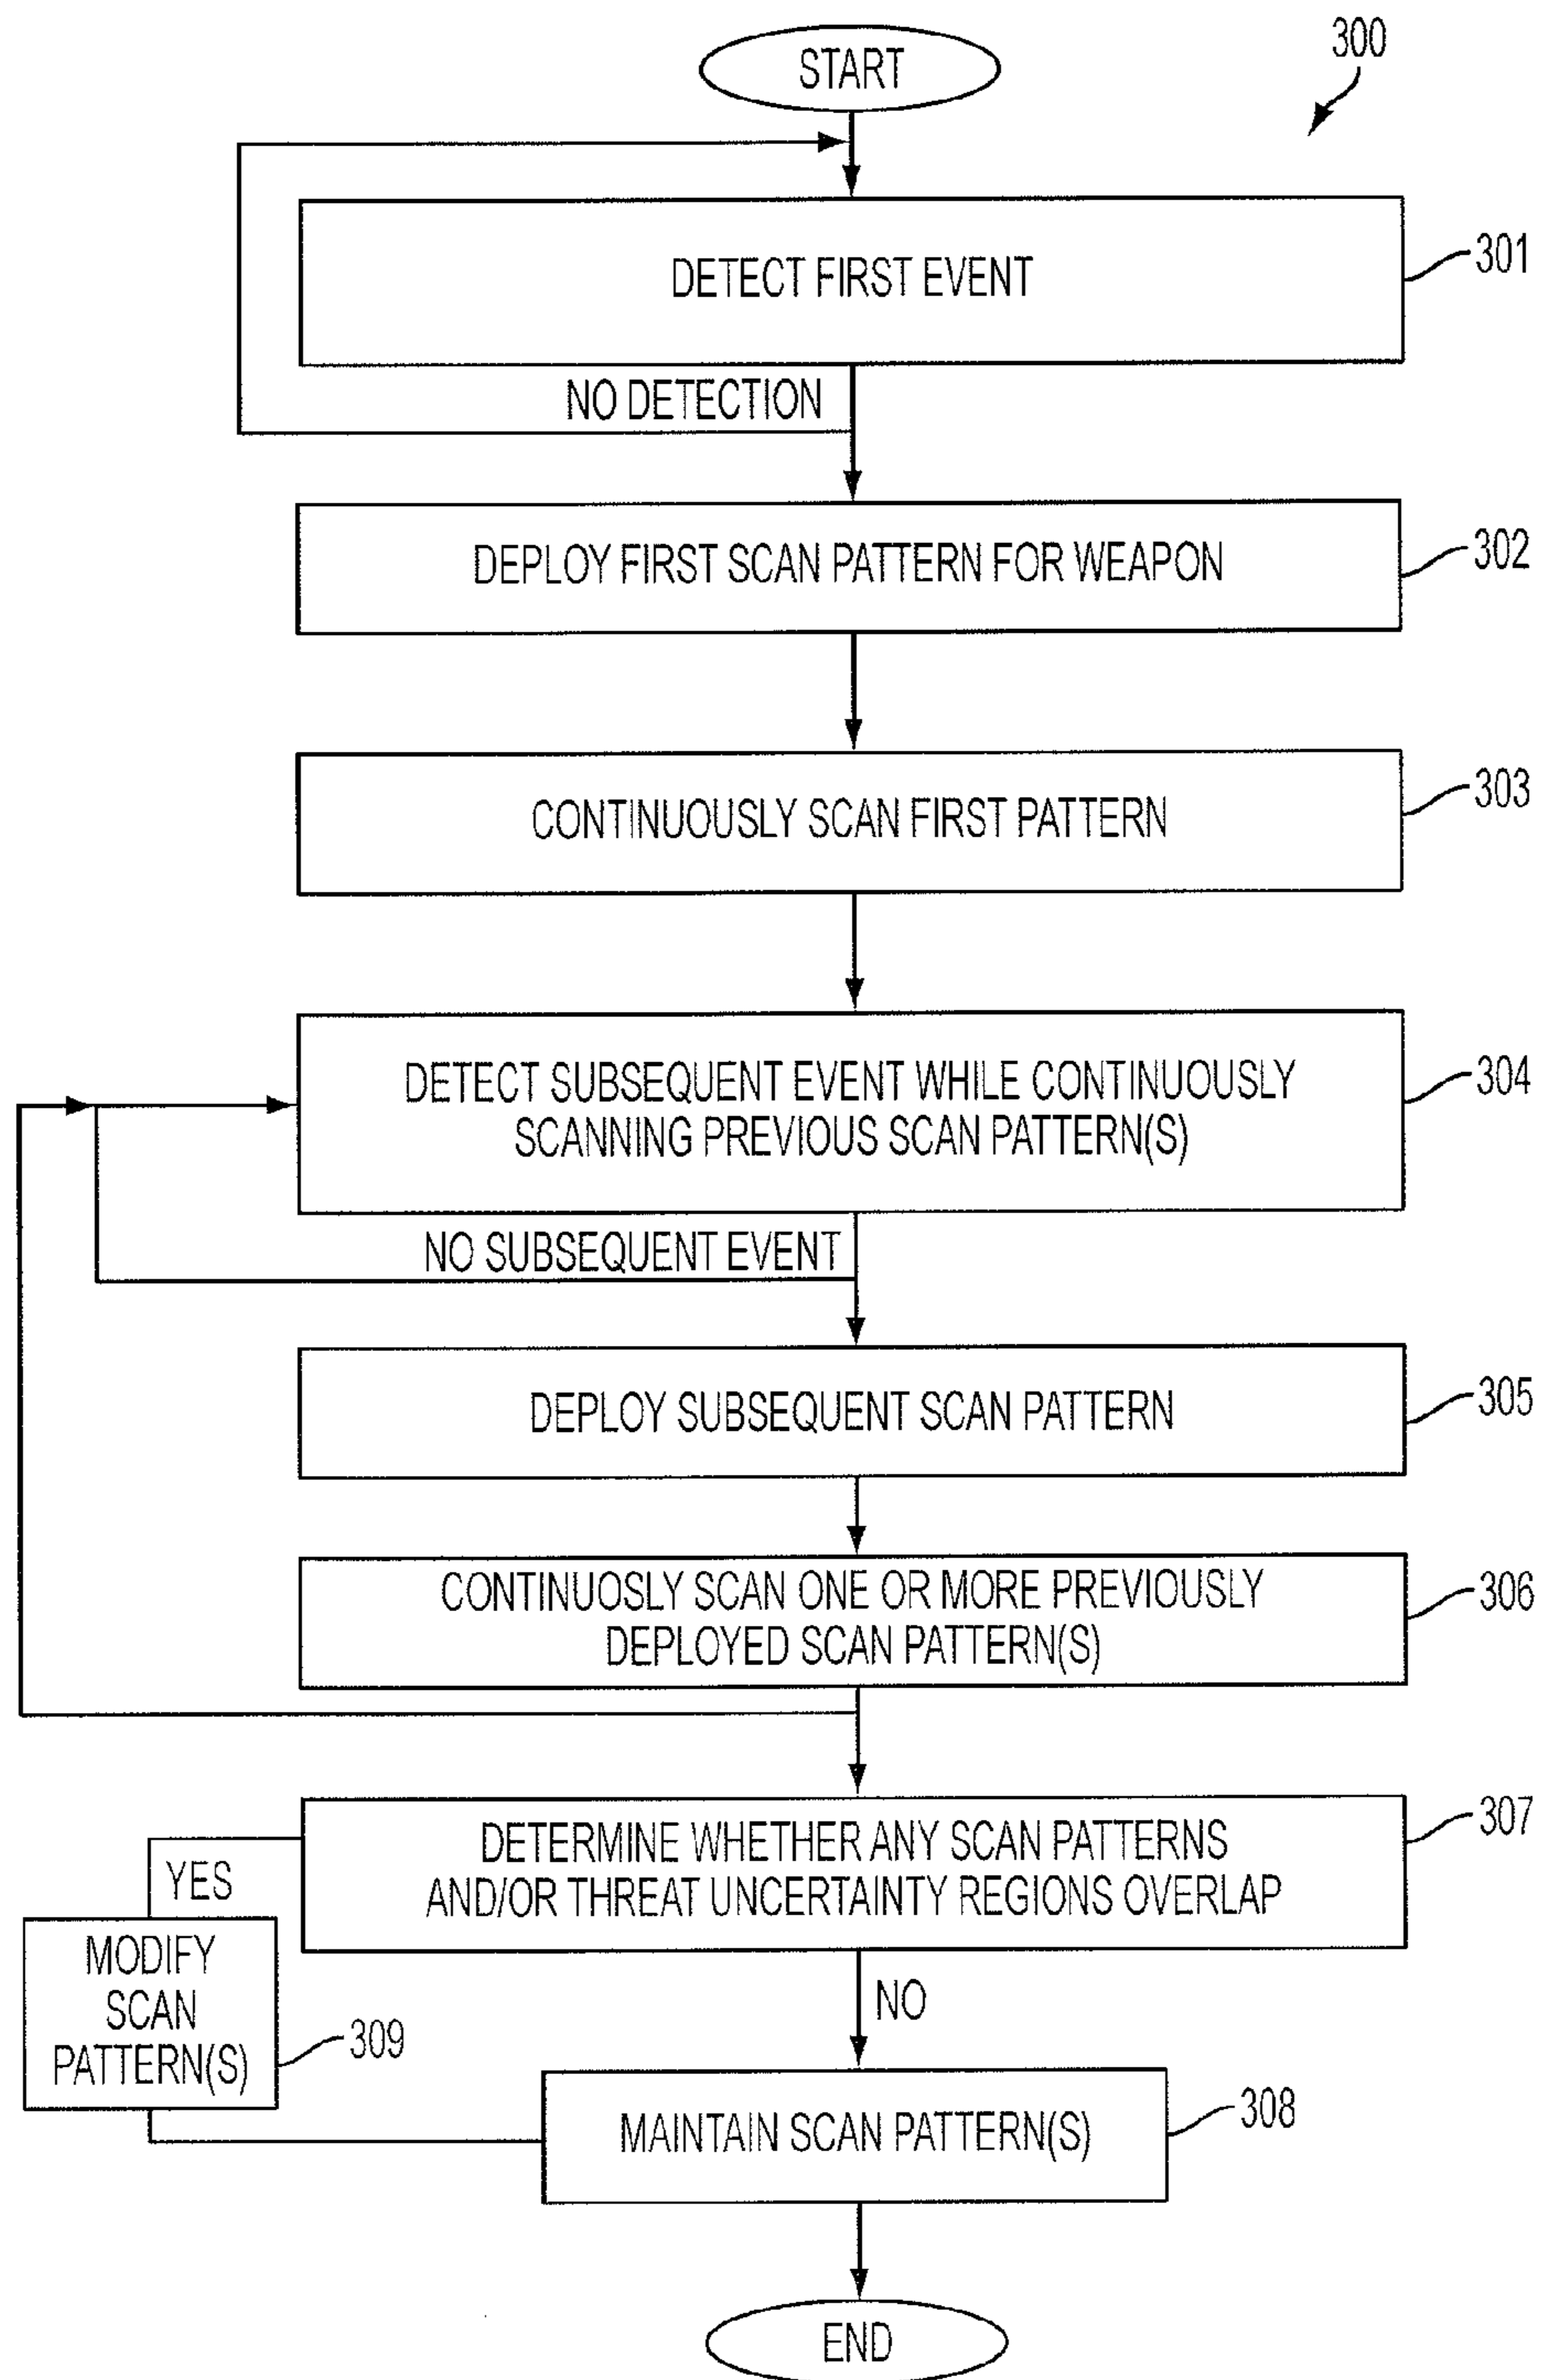 START
300
DETECT FIRST EVENT
301
NO DETECTION
DEPLOY FIRST SCAN PATTERN FOR WEAPON
302
CONTINUOUSLY SCAN FIRST PATTERN
303
DETECT SUBSEQUENT EVENT WHILE CONTINUOUSLY
SCANNING PREVIOUS SCAN PATTERN(S)
304
NO SUBSEQUENT EVENT
DEPLOY SUBSEQUENT SCAN PATTERN
305
CONTINUOSLY SCAN ONE OR MORE PREVIOUSLY
DEPLOYED SCAN PATTERN(S)
306
DETERMINE WHETHER ANY SCAN PATTERNS
AND/OR THREAT UNCERTAINTY REGIONS OVERLAP
307
YES
MODIFY
SCAN
PATTERN(S)
309
NO
MAINTAIN SCAN PATTERN(S)
308
END